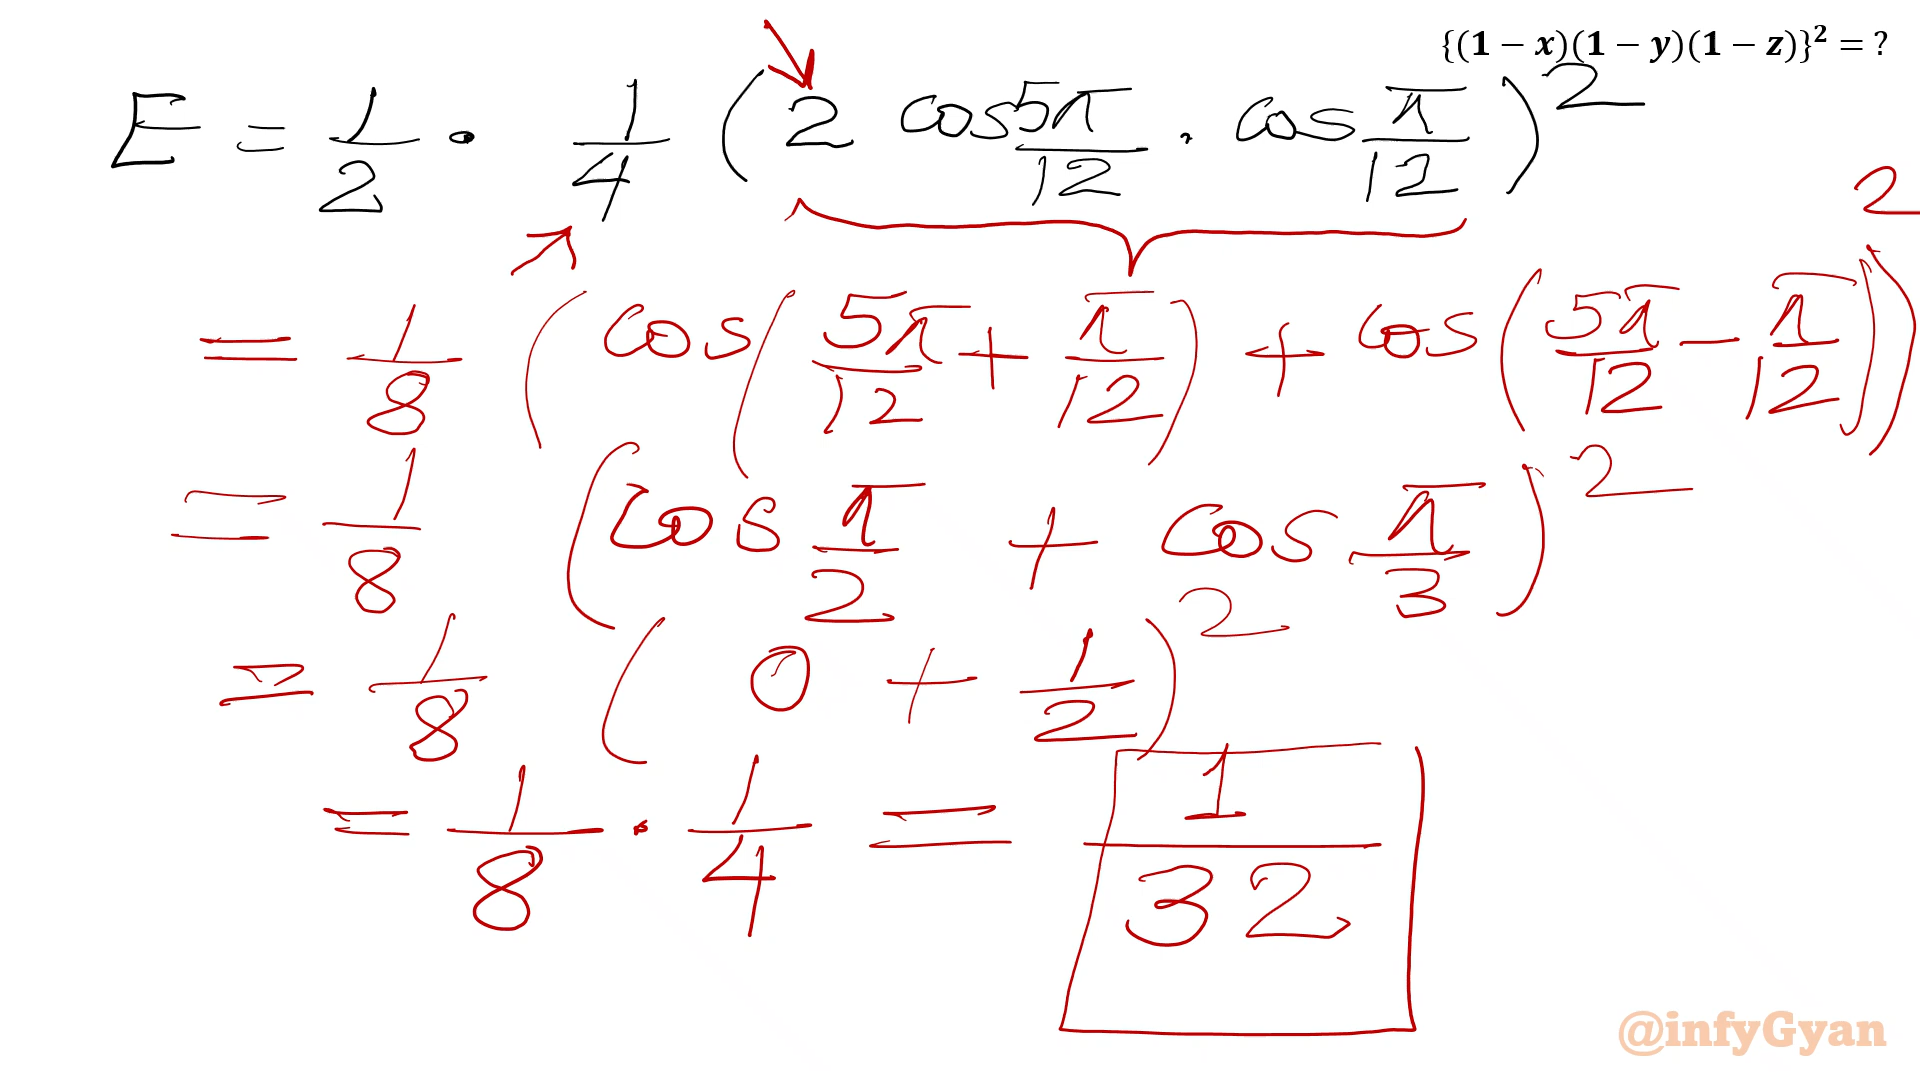 {(1 − x)(1 − y)(1 − z)}² = ?
E = 1/2 · 1/4 (2 cos 5π/12 · cos π/12)²
= 1/8 (cos(5π/12 + π/12) + cos(5π/12 − π/12))²
= 1/8 (cos π/2 + cos π/3)²
= 1/8 (0 + 1/2)²
= 1/8 · 1/4 = 1/32
@infyGyan